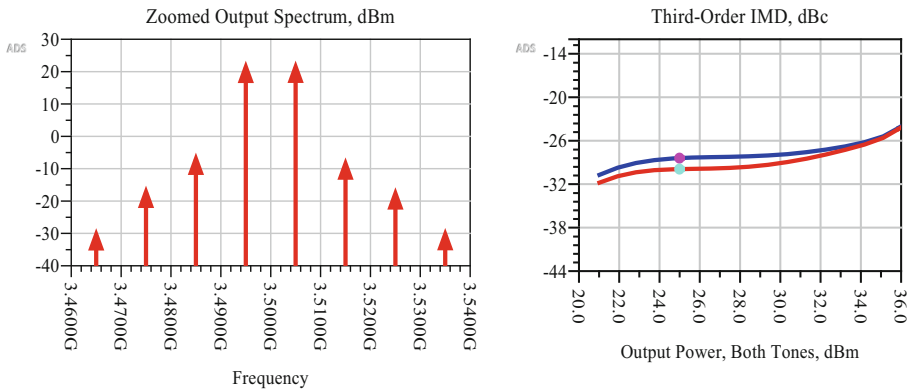 Zoomed Output Spectrum, dBm
ADS
30
20
10
0
-10
-20
-30
-40
3.4600G
3.4700G
3.4800G
3.4900G
3.5000G
3.5100G
3.5200G
3.5300G
3.5400G
Frequency
Third-Order IMD, dBc
ADS
-14
-20
-26
-32
-38
-44
20.0
22.0
24.0
26.0
28.0
30.0
32.0
34.0
36.0
Output Power, Both Tones, dBm